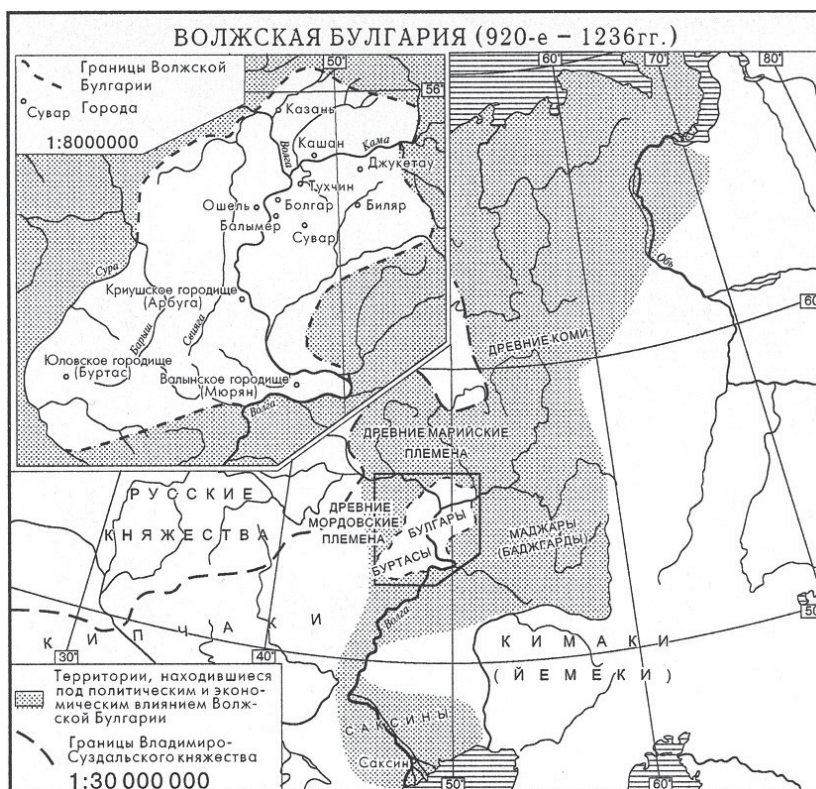 ВОЛЖСКАЯ БУЛГАРИЯ (920-е – 1236гг.)
Границы Волжской
Булгарии
Сувар
Города
1:8000000
50°
56°
Казань
Волга
Кашан
Кама
Джукетау
Тухчин
Ошель
Болгар
Биляр
Балымер
Сувар
Сура
Криушское городище
(Арбуга)
Барыш
Свияга
Юловское городище
(Буртас)
Валынское городище
(Мюрян)
Волга
60°
70°
80°
Обь
60
ДРЕВНИЕ КОМИ
ДРЕВНИЕ МАРИЙСКИЕ
ПЛЕМЕНА
РУССКИЕ
КНЯЖЕСТВА
ДРЕВНИЕ
МОРДОВСКИЕ
ПЛЕМЕНА
БУЛГАРЫ
БУРТАСЫ
МАДЖАРЫ
(БАДЖГАРДЫ)
Волга
50
КИПЧАКИ
30°
40°
КИМАКИ
(ЙЕМЕКИ)
САКСИНЫ
Саксин
50°
60°
Территории, находившиеся
под политическим и эконо-
мическим влиянием Волж-
ской Булгарии
Границы Владимиро-
Суздальского княжества
1:30 000 000